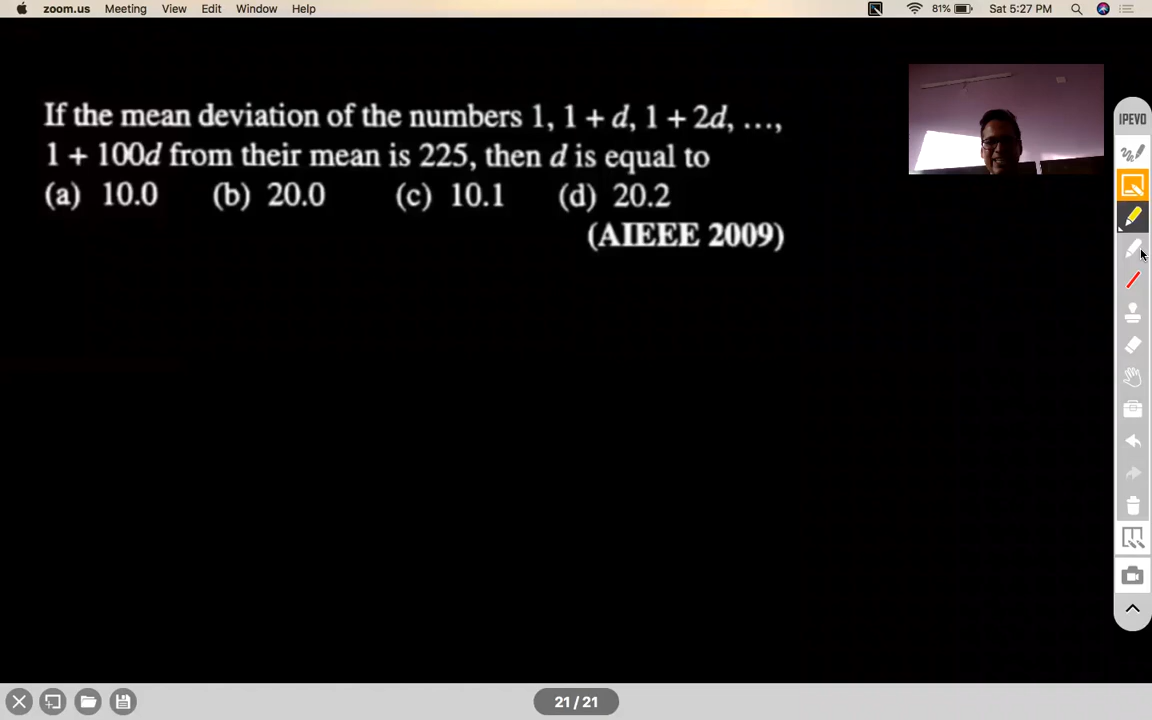 zoom.us Meeting View Edit Window Help 81% Sat 5:27 PM
If the mean deviation of the numbers 1, 1 + d, 1 + 2d, ...,
1 + 100d from their mean is 225, then d is equal to
(a) 10.0 (b) 20.0 (c) 10.1 (d) 20.2
(AIEEE 2009)
IPEVO
21 / 21